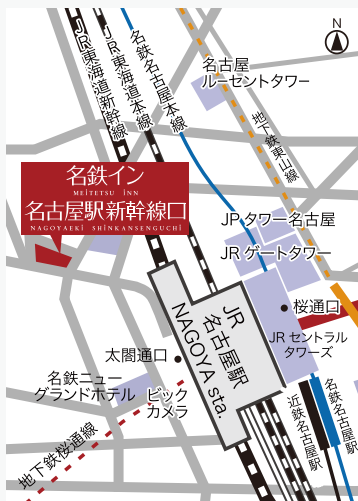 N
名古屋
ルーセントタワー
JR東海道新幹線
JR東海道本線
名鉄名古屋本線
地下鉄東山線
名鉄イン
MEITETSU INN
名古屋駅新幹線口
NAGOYAEKI SHINKANSENGUCHI
JPタワー名古屋
JRゲートタワー
桜通口
JRセントラル
タワーズ
JR
名古屋駅
NAGOYA sta.
太閤通口
名鉄ニュー
グランドホテル
ビック
カメラ
地下鉄桜通線
近鉄名古屋駅
名鉄名古屋駅